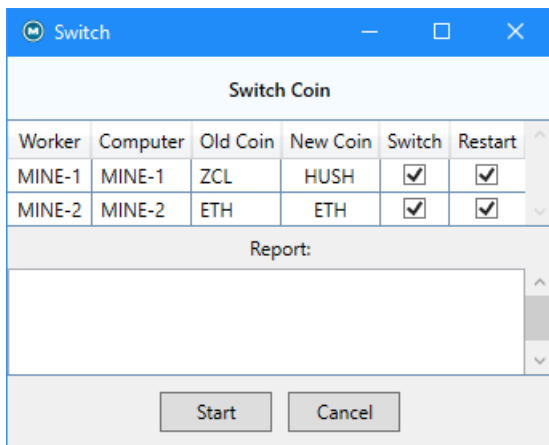 Switch
Switch Coin
Worker Computer Old Coin New Coin Switch Restart
MINE-1 MINE-1 ZCL HUSH
MINE-2 MINE-2 ETH ETH
Report:
Start Cancel